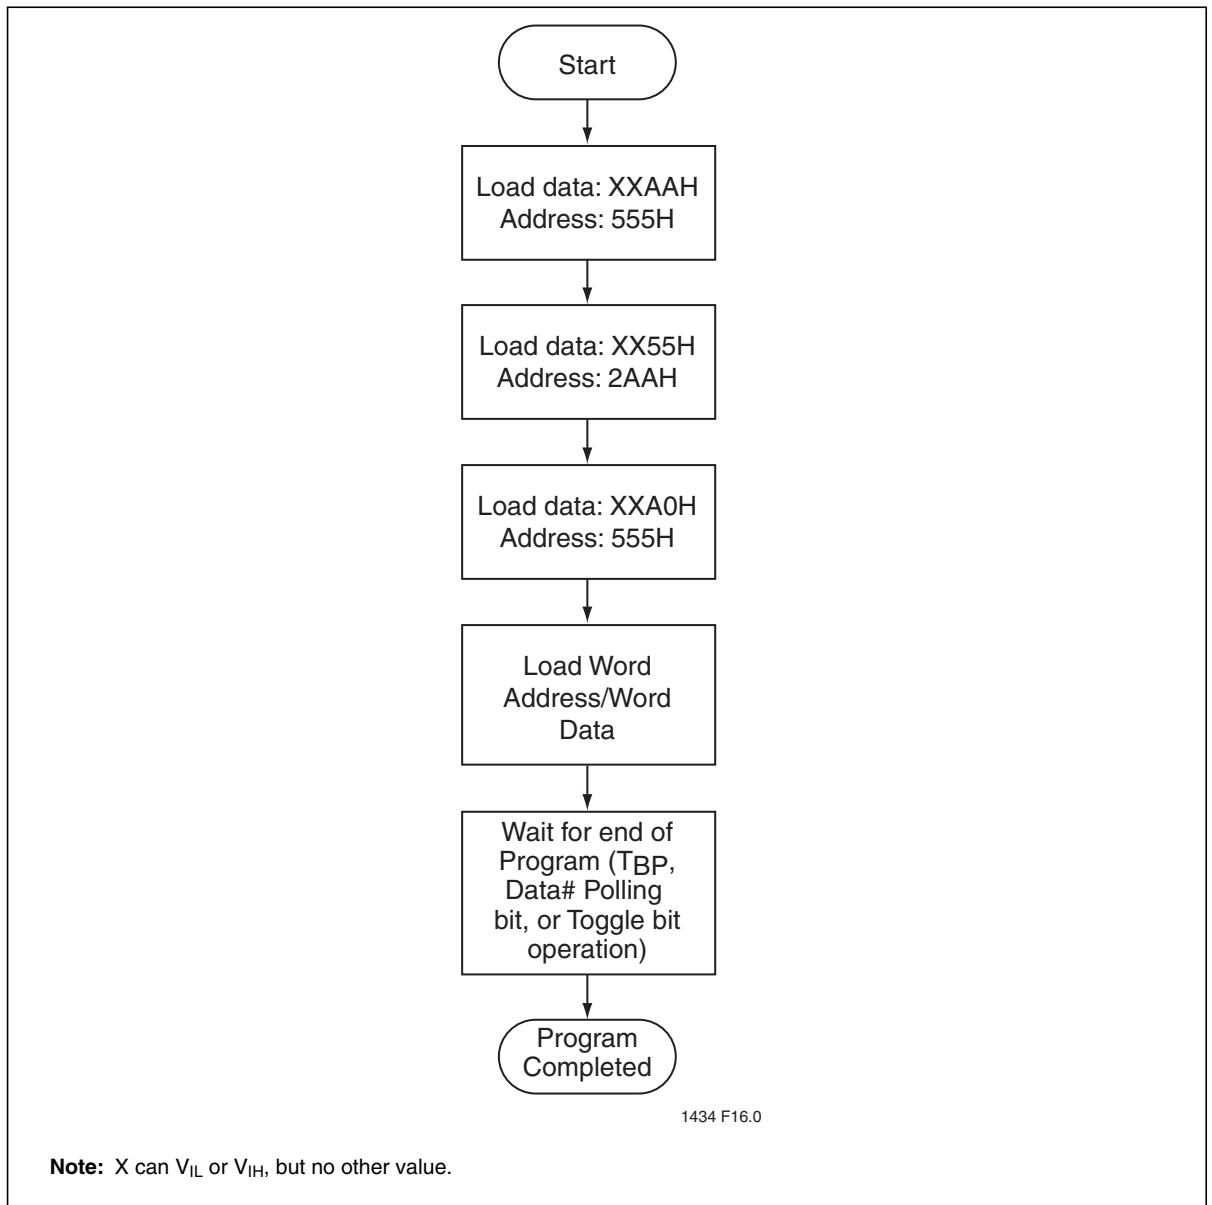 Start
Load data: XXAAH
Address: 555H
Load data: XX55H
Address: 2AAH
Load data: XXA0H
Address: 555H
Load Word
Address/Word
Data
Wait for end of
Program (TBP,
Data# Polling
bit, or Toggle bit
operation)
Program
Completed
1434 F16.0
Note: X can VIL or VIH, but no other value.